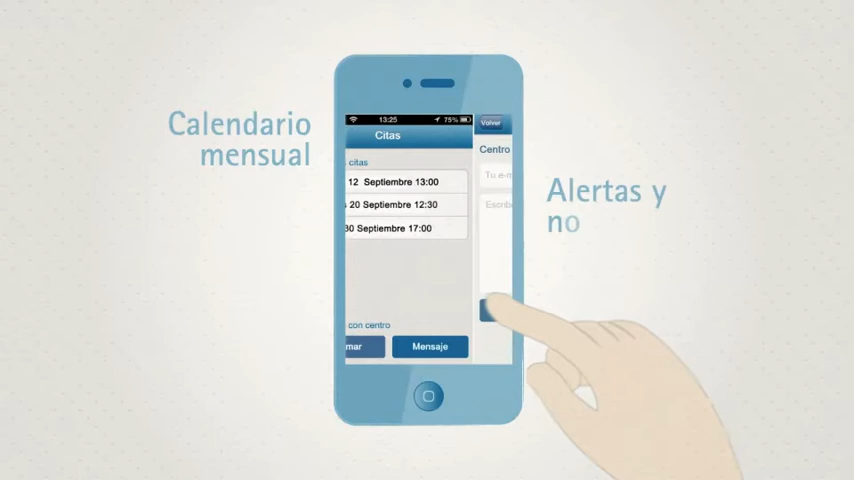 Calendario
mensual
13:25
75%
Citas
Volver
citas
12 Septiembre 13:00
20 Septiembre 12:30
30 Septiembre 17:00
con centro
mar
Mensaje
Centro
Tu e-m
Escrib
Alertas y
no